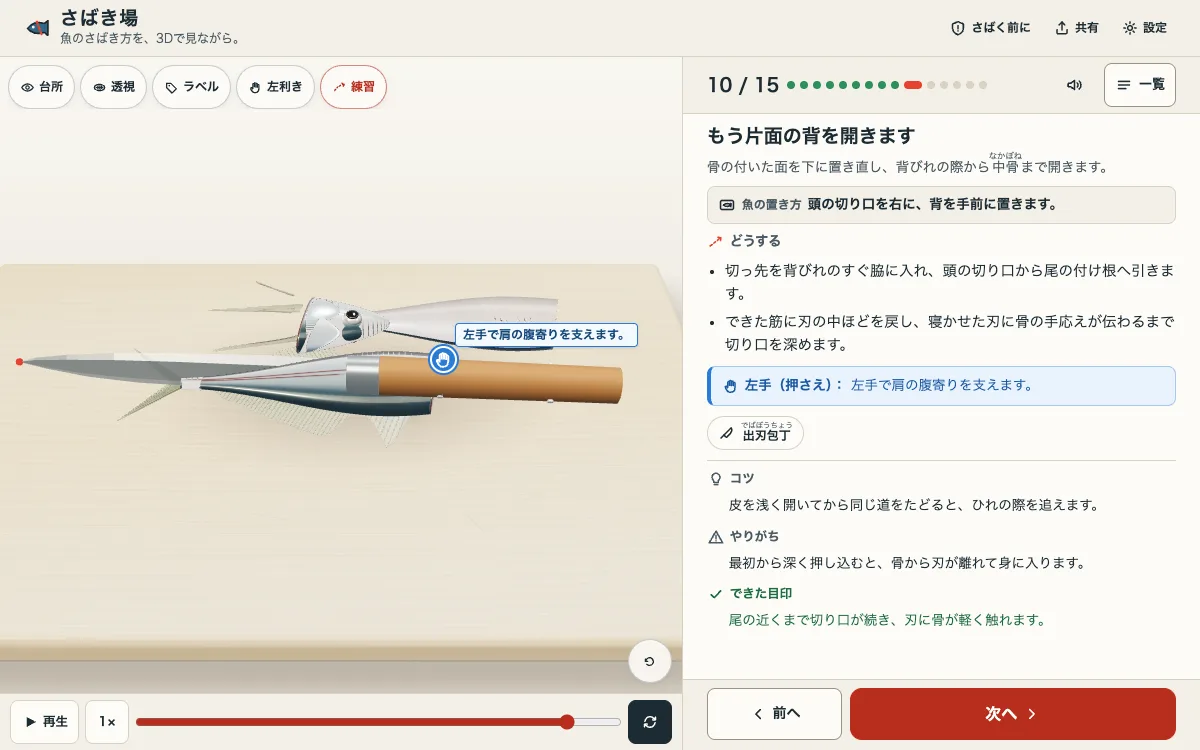 さばき場
魚のさばき方を、3Dで見ながら。
さばく前に
共有
設定
台所
透視
ラベル
左利き
練習
左手で肩の腹寄りを支えます。
再生
1×
10 / 15
一覧
もう片面の背を開きます
骨の付いた面を下に置き直し、背びれの際から中骨まで開きます。
なかぼね
魚の置き方 頭の切り口を右に、背を手前に置きます。
どうする
• 切っ先を背びれのすぐ脇に入れ、頭の切り口から尾の付け根へ引きま
す。
• できた筋に刃の中ほどを戻し、寝かせた刃に骨の手応えが伝わるまで
切り口を深めます。
左手（押さえ）： 左手で肩の腹寄りを支えます。
でばぼうちょう
出刃包丁
コツ
皮を浅く開いてから同じ道をたどると、ひれの際を追えます。
やりがち
最初から深く押し込むと、骨から刃が離れて身に入ります。
できた目印
尾の近くまで切り口が続き、刃に骨が軽く触れます。
前へ
次へ